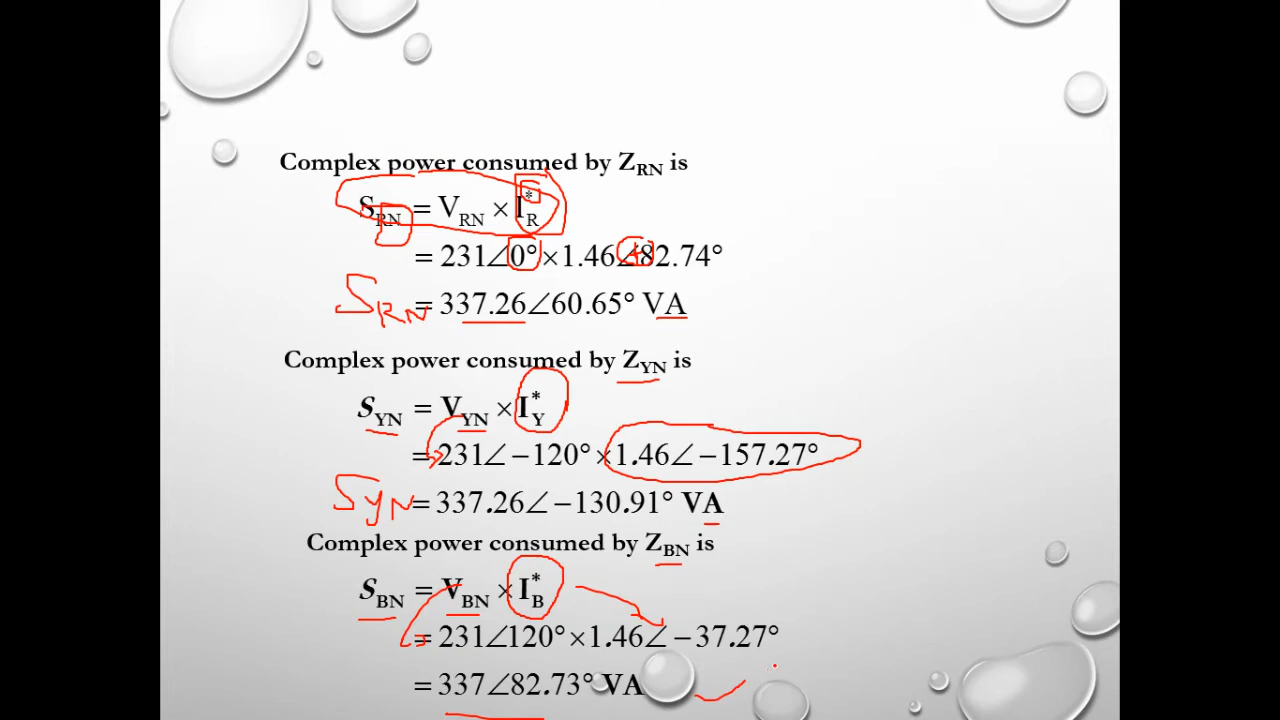 Complex power consumed by Z_RN is
S_RN = V_RN × I_R^*
= 231∠0° × 1.46∠82.74°
S_RN = 337.26∠60.65° VA
Complex power consumed by Z_YN is
S_YN = V_YN × I_Y^*
= 231∠−120° × 1.46∠−157.27°
S_YN = 337.26∠−130.91° VA
Complex power consumed by Z_BN is
S_BN = V_BN × I_B^*
= 231∠120° × 1.46∠−37.27°
= 337∠82.73° VA